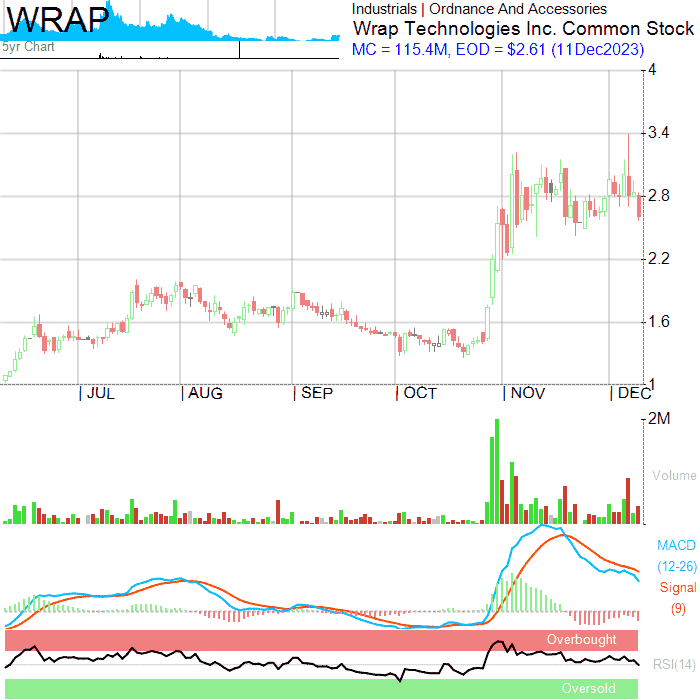 WRAP
5yr Chart
Industrials | Ordnance And Accessories
Wrap Technologies Inc. Common Stock
MC = 115.4M, EOD = $2.61 (11Dec2023)
4
3.4
2.8
2.2
1.6
1
JUL AUG SEP OCT NOV DEC
2M
Volume
MACD
(12-26)
Signal
(9)
Overbought
RSI(14)
Oversold